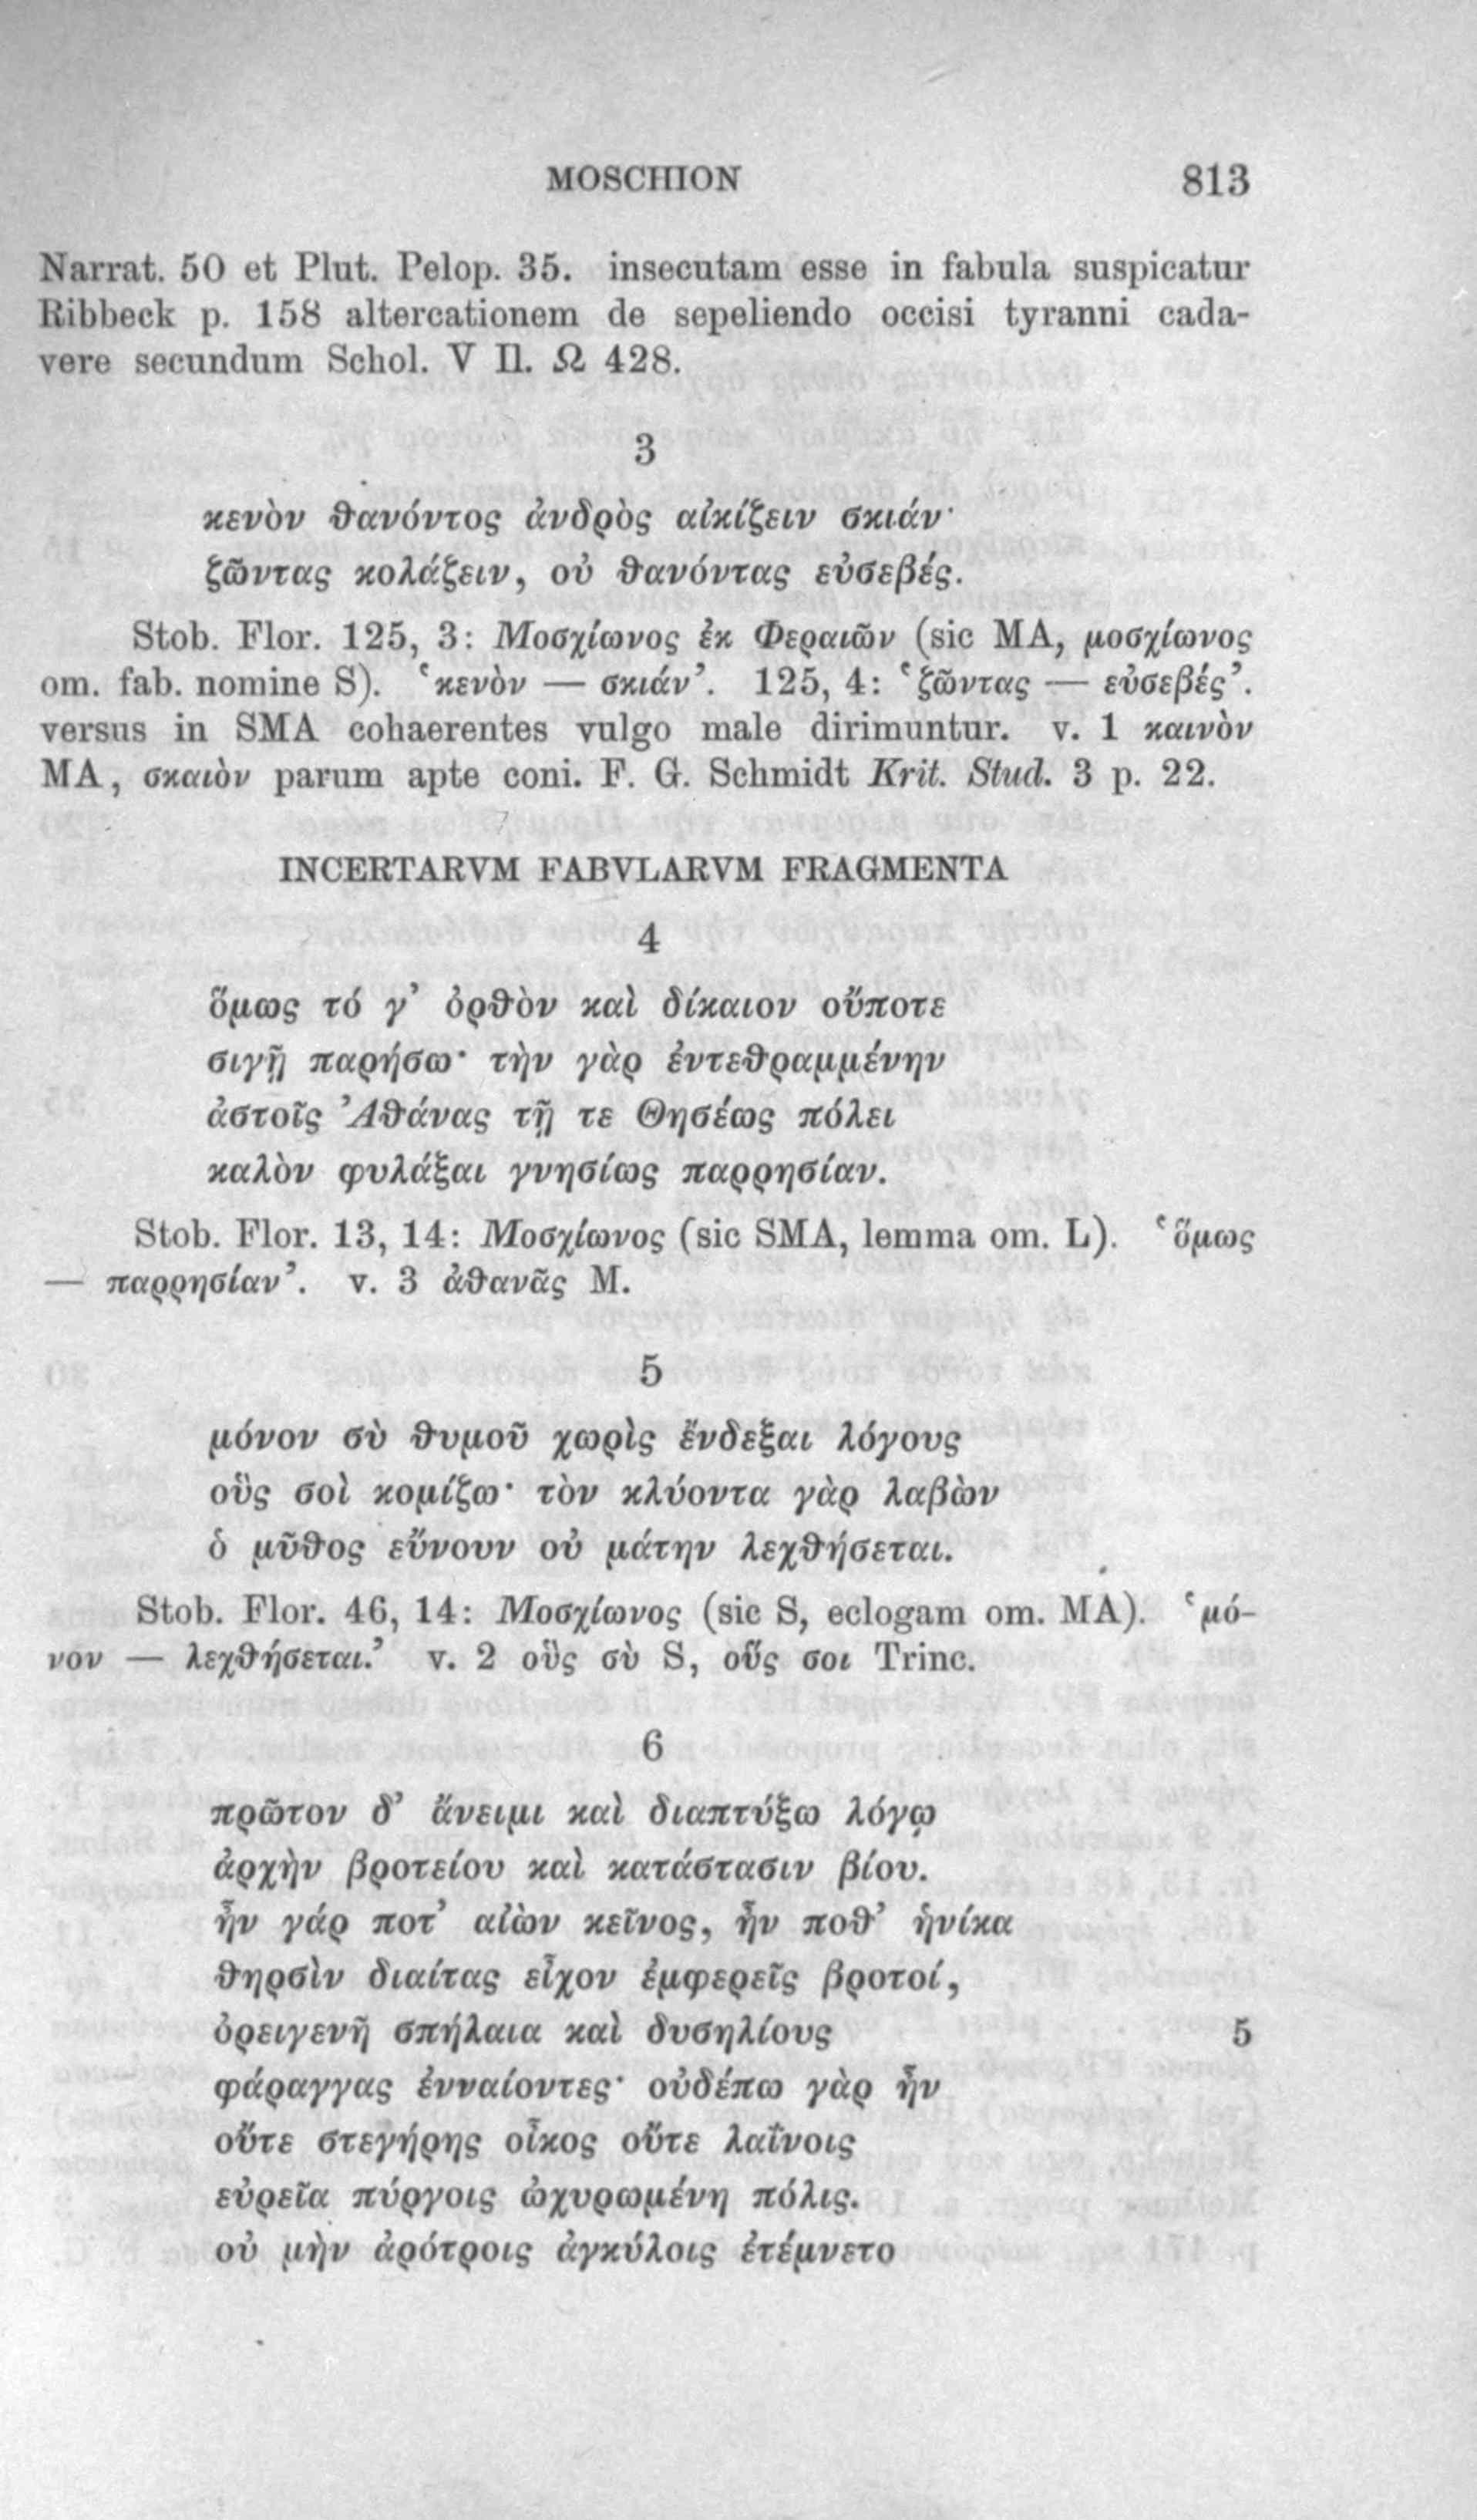 MOSCHION 813
Narrat. 50 et Plut. Pelop. 35. insecutam esse in fabula suspicatur
Ribbeck p. 158 altercationem de sepeliendo occisi tyranni cada-
vere secundum Schol. V Il. Ω 428.
3
κενὸν θανόντος ἀνδρὸς αἰκίζειν σκιάν·
ζῶντας κολάζειν, οὐ θανόντας εὐσεβές.
Stob. Flor. 125, 3: Μοσχίωνος ἐκ Φεραιῶν (sic MA, μοσχίωνος
om. fab. nomine S). ‘κενὸν — σκιάν’. 125, 4: ‘ζῶντας — εὐσεβές’.
versus in SMA cohaerentes vulgo male dirimuntur. v. 1 καινὸν
MA, σκαιὸν parum apte coni. F. G. Schmidt Krit. Stud. 3 p. 22.
INCERTARVM FABVLARVM FRAGMENTA
4
ὅμως τό γ’ ὀρθὸν καὶ δίκαιον οὔποτε
σιγῇ παρήσω· τὴν γὰρ ἐντεθραμμένην
ἀστοῖς Ἀθάνας τῇ τε Θησέως πόλει
καλὸν φυλάξαι γνησίως παρρησίαν.
Stob. Flor. 13, 14: Μοσχίωνος (sic SMA, lemma om. L). ‘ὅμως
— παρρησίαν’. v. 3 ἀθανᾶς M.
5
μόνον σὺ θυμοῦ χωρὶς ἔνδεξαι λόγους
οὓς σοὶ κομίζω· τὸν κλύοντα γὰρ λαβὼν
ὁ μῦθος εὔνουν οὐ μάτην λεχθήσεται.
Stob. Flor. 46, 14: Μοσχίωνος (sic S, eclogam om. MA). ‘μό-
νον — λεχθήσεται.’ v. 2 οὓς σὺ S, οὕς σοι Trinc.
6
πρῶτον δ’ ἄνειμι καὶ διαπτύξω λόγῳ
ἀρχὴν βροτείου καὶ κατάστασιν βίου.
ἦν γάρ ποτ’ αἰὼν κεῖνος, ἦν ποθ’ ἡνίκα
θηρσὶν διαίτας εἶχον ἐμφερεῖς βροτοί,
ὀρειγενῆ σπήλαια καὶ δυσηλίους 5
φάραγγας ἐνναίοντες· οὐδέπω γὰρ ἦν
οὔτε στεγήρης οἶκος οὔτε λαΐνοις
εὐρεῖα πύργοις ὠχυρωμένη πόλις.
οὐ μὴν ἀρότροις ἀγκύλοις ἐτέμνετο